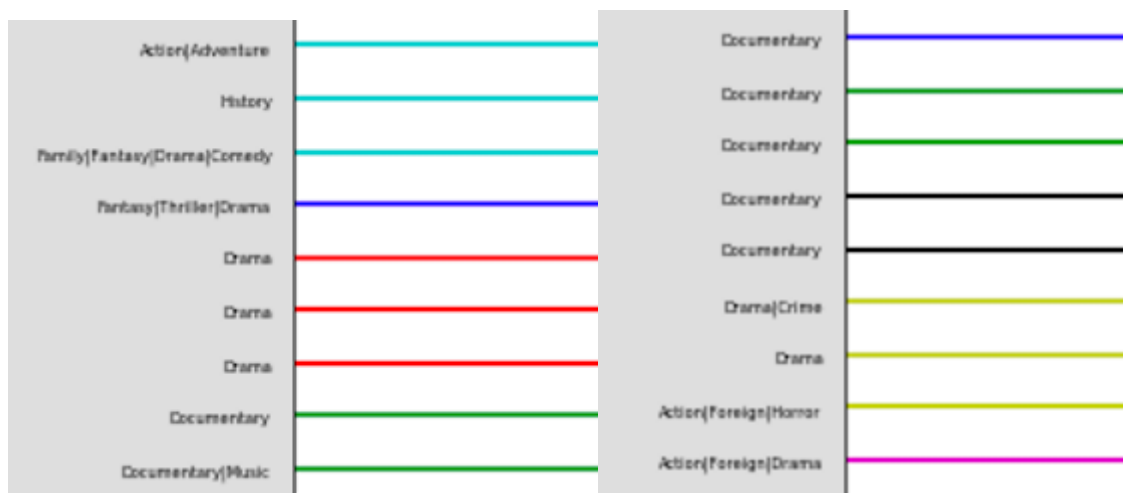 Action|Adventure
History
Family|Fantasy|Drama|Comedy
Fantasy|Thriller|Drama
Drama
Drama
Drama
Documentary
Documentary|Music
Documentary
Documentary
Documentary
Documentary
Documentary
Drama|Crime
Drama
Action|Foreign|Horror
Action|Foreign|Drama